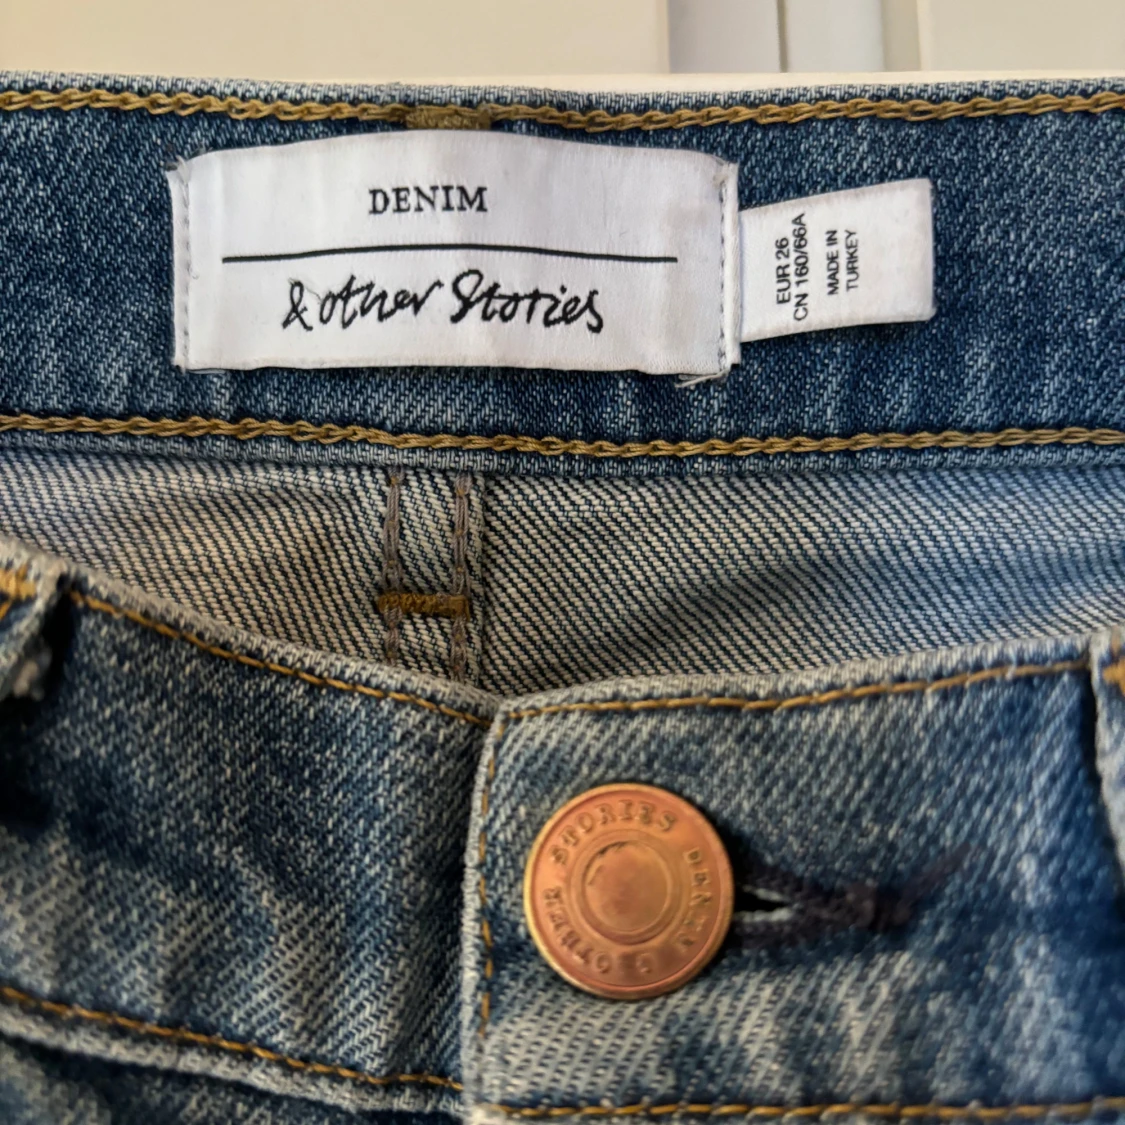 DENIM
& other Stories
EUR 26
CN 160/66A
MADE IN
TURKEY
OTHER STORIES DENIM